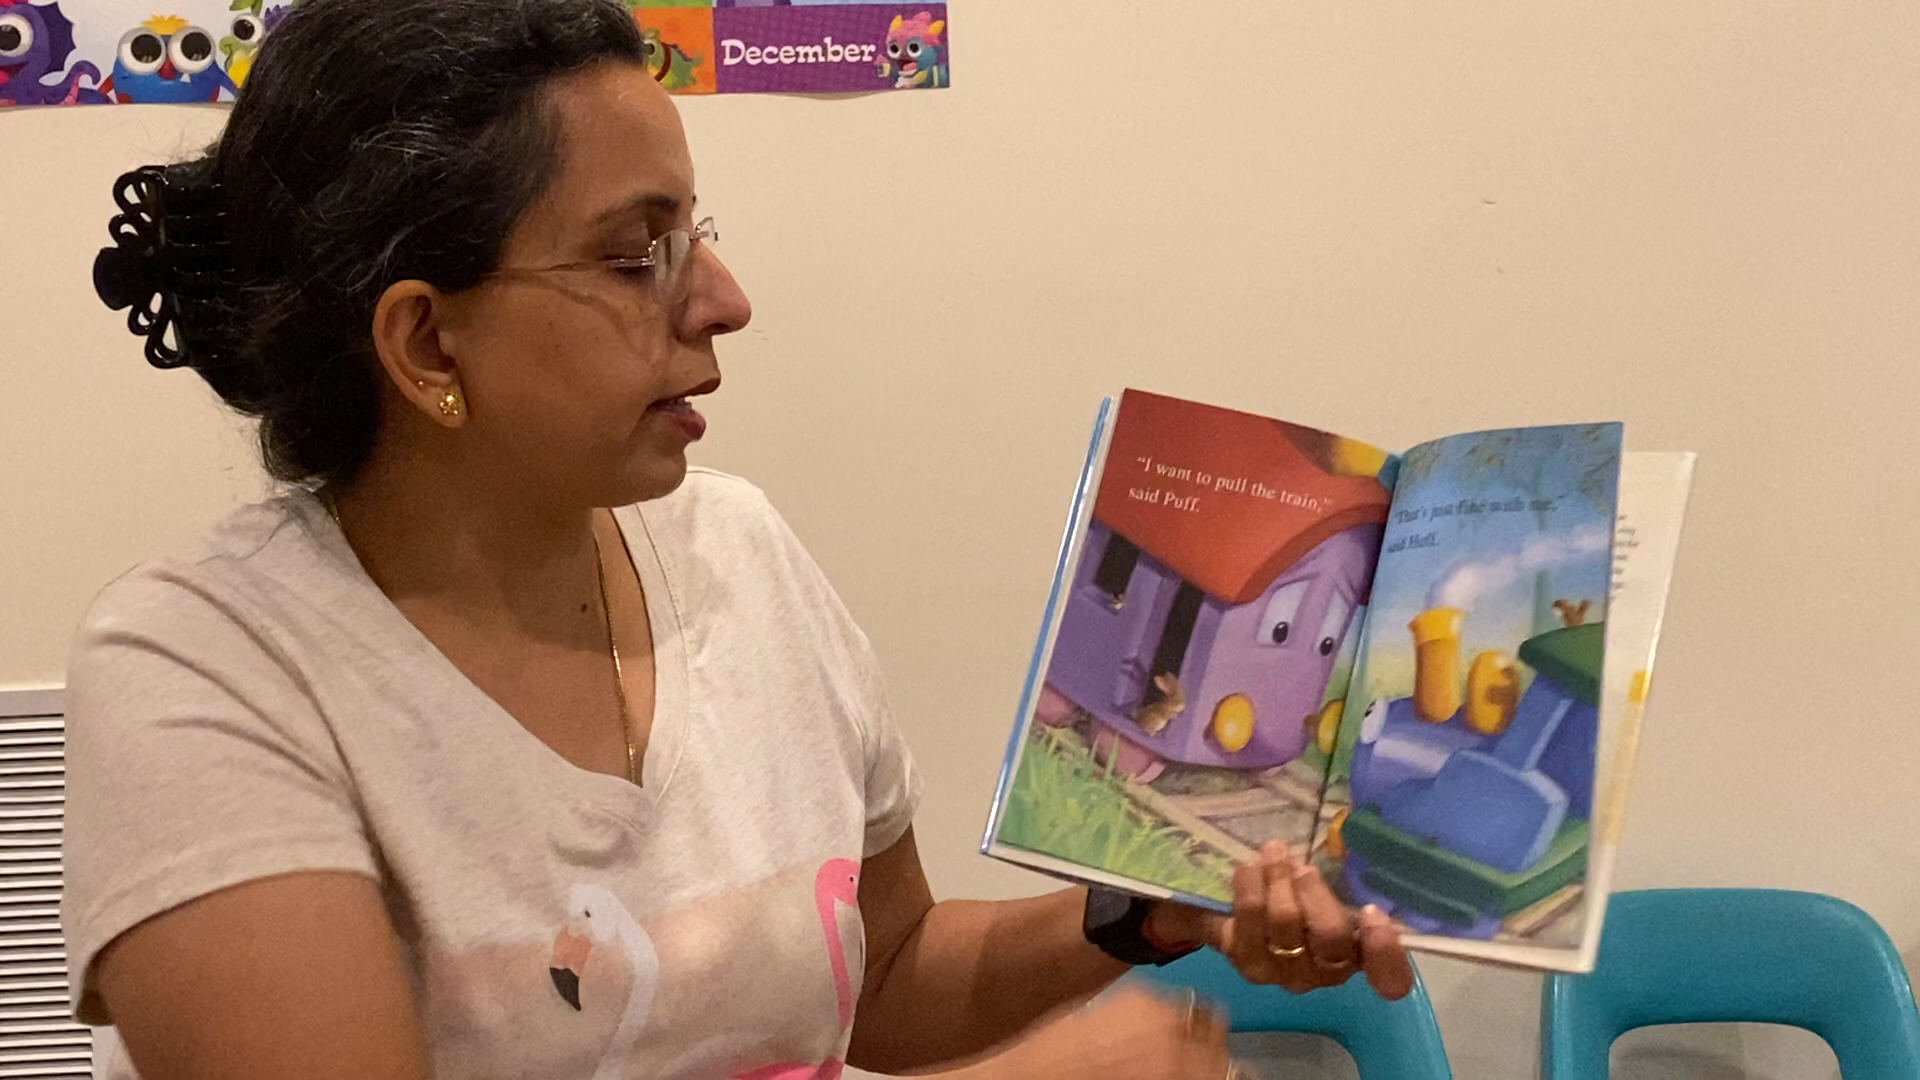 December
"I want to pull the train,"
said Puff.
"That's just fine with me,"
said Huff.